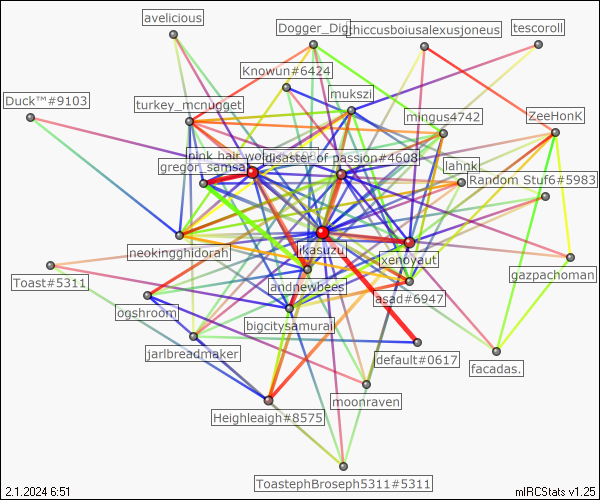 avelicious
Dogger_Dig
thiccusboiusalexusjoneus
tescoroll
Knowun#6424
Duck™#9103
turkey_mcnugget
mukszi
mingus4742
ZeeHonK
pink hair
disaster of passion#4608
gregor_samsa
lahnk
Random Stuf6#5983
neokingghidorah
ikasuzu
xenoyaut
gazpachoman
Toast#5311
andnewbees
asad#6947
ogshroom
bigcitysamurail
jarlbreadmaker
default#0617
facadas.
moonraven
Heighleaigh#8575
ToastephBroseph5311#5311
2.1.2024 6:51
mIRCStats v1.25